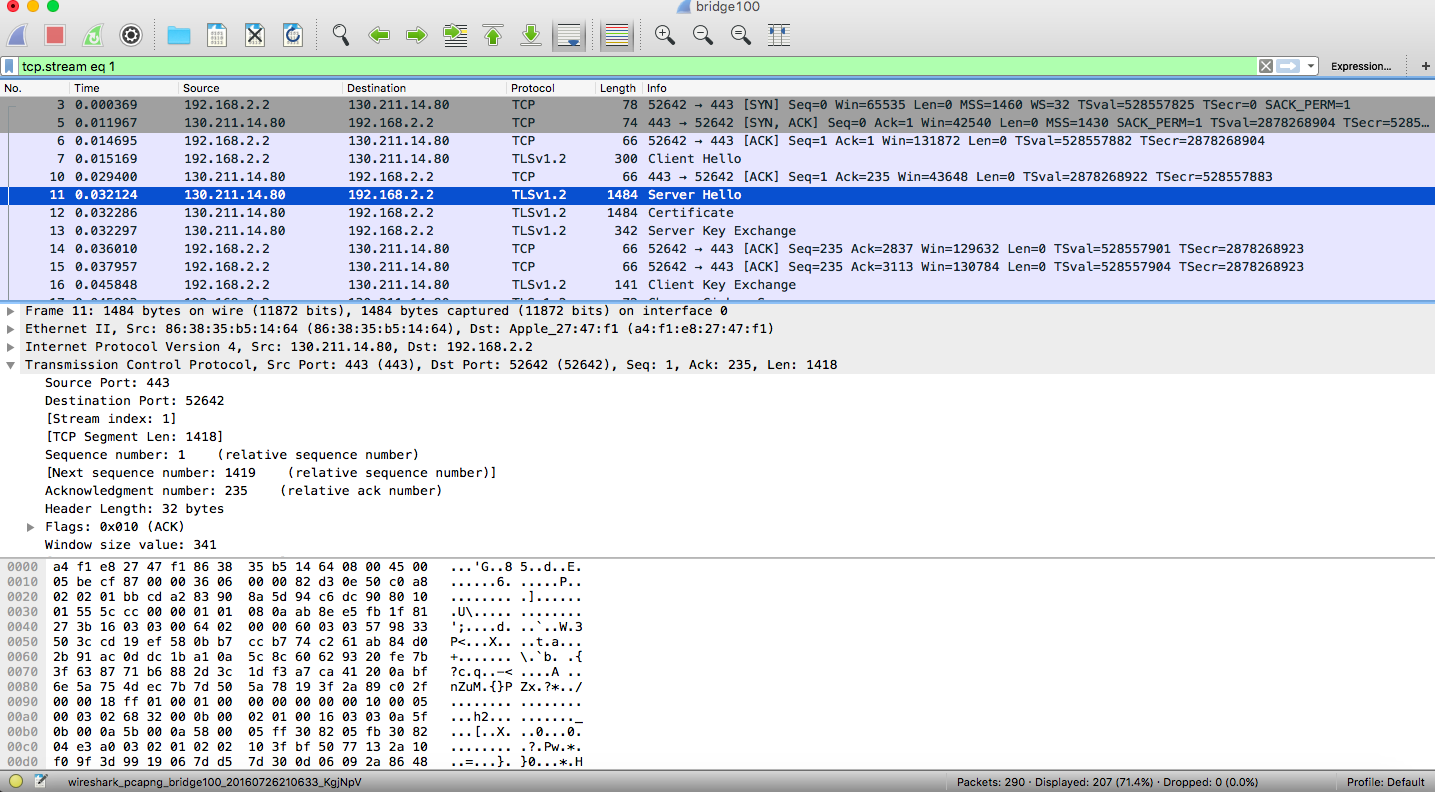 bridge100
tcp.stream eq 1
Expression... +
No. Time Source Destination Protocol Length Info
3 0.000369 192.168.2.2 130.211.14.80 TCP 78 52642 → 443 [SYN] Seq=0 Win=65535 Len=0 MSS=1460 WS=32 TSval=528557825 TSecr=0 SACK_PERM=1
5 0.011967 130.211.14.80 192.168.2.2 TCP 74 443 → 52642 [SYN, ACK] Seq=0 Ack=1 Win=42540 Len=0 MSS=1430 SACK_PERM=1 TSval=2878268904 TSecr=5285…
6 0.014695 192.168.2.2 130.211.14.80 TCP 66 52642 → 443 [ACK] Seq=1 Ack=1 Win=131872 Len=0 TSval=528557882 TSecr=2878268904
7 0.015169 192.168.2.2 130.211.14.80 TLSv1.2 300 Client Hello
10 0.029400 130.211.14.80 192.168.2.2 TCP 66 443 → 52642 [ACK] Seq=1 Ack=235 Win=43648 Len=0 TSval=2878268922 TSecr=528557883
11 0.032124 130.211.14.80 192.168.2.2 TLSv1.2 1484 Server Hello
12 0.032286 130.211.14.80 192.168.2.2 TLSv1.2 1484 Certificate
13 0.032297 130.211.14.80 192.168.2.2 TLSv1.2 342 Server Key Exchange
14 0.036010 192.168.2.2 130.211.14.80 TCP 66 52642 → 443 [ACK] Seq=235 Ack=2837 Win=129632 Len=0 TSval=528557901 TSecr=2878268923
15 0.037957 192.168.2.2 130.211.14.80 TCP 66 52642 → 443 [ACK] Seq=235 Ack=3113 Win=130784 Len=0 TSval=528557904 TSecr=2878268923
16 0.045848 192.168.2.2 130.211.14.80 TLSv1.2 141 Client Key Exchange
Frame 11: 1484 bytes on wire (11872 bits), 1484 bytes captured (11872 bits) on interface 0
Ethernet II, Src: 86:38:35:b5:14:64 (86:38:35:b5:14:64), Dst: Apple_27:47:f1 (a4:f1:e8:27:47:f1)
Internet Protocol Version 4, Src: 130.211.14.80, Dst: 192.168.2.2
Transmission Control Protocol, Src Port: 443 (443), Dst Port: 52642 (52642), Seq: 1, Ack: 235, Len: 1418
Source Port: 443
Destination Port: 52642
[Stream index: 1]
[TCP Segment Len: 1418]
Sequence number: 1 (relative sequence number)
[Next sequence number: 1419 (relative sequence number)]
Acknowledgment number: 235 (relative ack number)
Header Length: 32 bytes
Flags: 0x010 (ACK)
Window size value: 341
0000 a4 f1 e8 27 47 f1 86 38 35 b5 14 64 08 00 45 00 ...'G..8 5..d..E.
0010 05 be cf 87 00 00 36 06 00 00 82 d3 0e 50 c0 a8 ......6. .....P..
0020 02 02 01 bb cd a2 83 90 8a 5d 94 c6 dc 90 80 10 ........ .]......
0030 01 55 5c cc 00 00 01 01 08 0a ab 8e e5 fb 1f 81 .U\..... ........
0040 27 3b 16 03 03 00 64 02 00 00 60 03 03 57 98 33 ';....d. ..`..W.3
0050 50 3c cd 19 ef 58 0b b7 cc b7 74 c2 61 ab 84 d0 P<...X.. ..t.a...
0060 2b 91 ac 0d dc 1b a1 0a 5c 8c 60 62 93 20 fe 7b +....... \.`b. .{
0070 3f 63 87 71 b6 88 2d 3c 1d f3 a7 ca 41 20 0a bf ?c.q..-< ....A ..
0080 6e 5a 75 4d ec 7b 7d 50 5a 78 19 3f 2a 89 c0 2f nZuM.{}P Zx.?*../
0090 00 00 18 ff 01 00 01 00 00 00 00 00 00 10 00 05 ........ ........
00a0 00 03 02 68 32 00 0b 00 02 01 00 16 03 03 0a 5f ...h2... ......._
00b0 0b 00 0a 5b 00 0a 58 00 05 ff 30 82 05 fb 30 82 ...[..X. ..0...0.
00c0 04 e3 a0 03 02 01 02 02 10 3f bf 50 77 13 2a 10 ........ .?.Pw.*.
00d0 f0 9f 3d 99 19 06 7d d5 7d 30 0d 06 09 2a 86 48 ..=...}. }0...*.H
wireshark_pcapng_bridge100_20160726210633_KgjNpV
Packets: 290 · Displayed: 207 (71.4%) · Dropped: 0 (0.0%)
Profile: Default